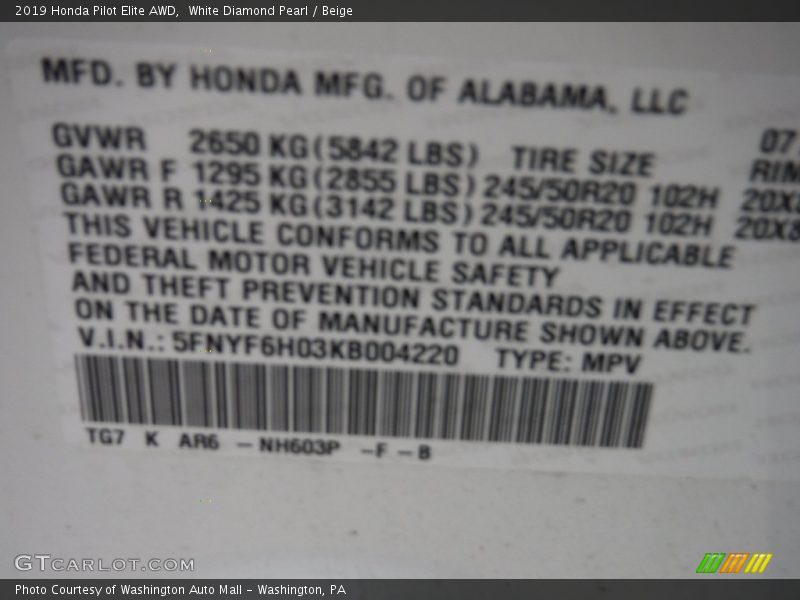 2019 Honda Pilot Elite AWD,  White Diamond Pearl / Beige
MFD. BY HONDA MFG. OF ALABAMA, LLC
GVWR 2650 KG (5842 LBS) TIRE SIZE
GAWR F 1295 KG (2855 LBS) 245/50R20 102H
GAWR R 1425 KG (3142 LBS) 245/50R20 102H
07
RIM
20X8
20X8
THIS VEHICLE CONFORMS TO ALL APPLICABLE
FEDERAL MOTOR VEHICLE SAFETY
AND THEFT PREVENTION STANDARDS IN EFFECT
ON THE DATE OF MANUFACTURE SHOWN ABOVE.
V.I.N.: 5FNYF6H03KB004220 TYPE: MPV
TG7 K AR6 - NH603P - F - B
GTCARLOT.COM
Photo Courtesy of Washington Auto Mall - Washington, PA